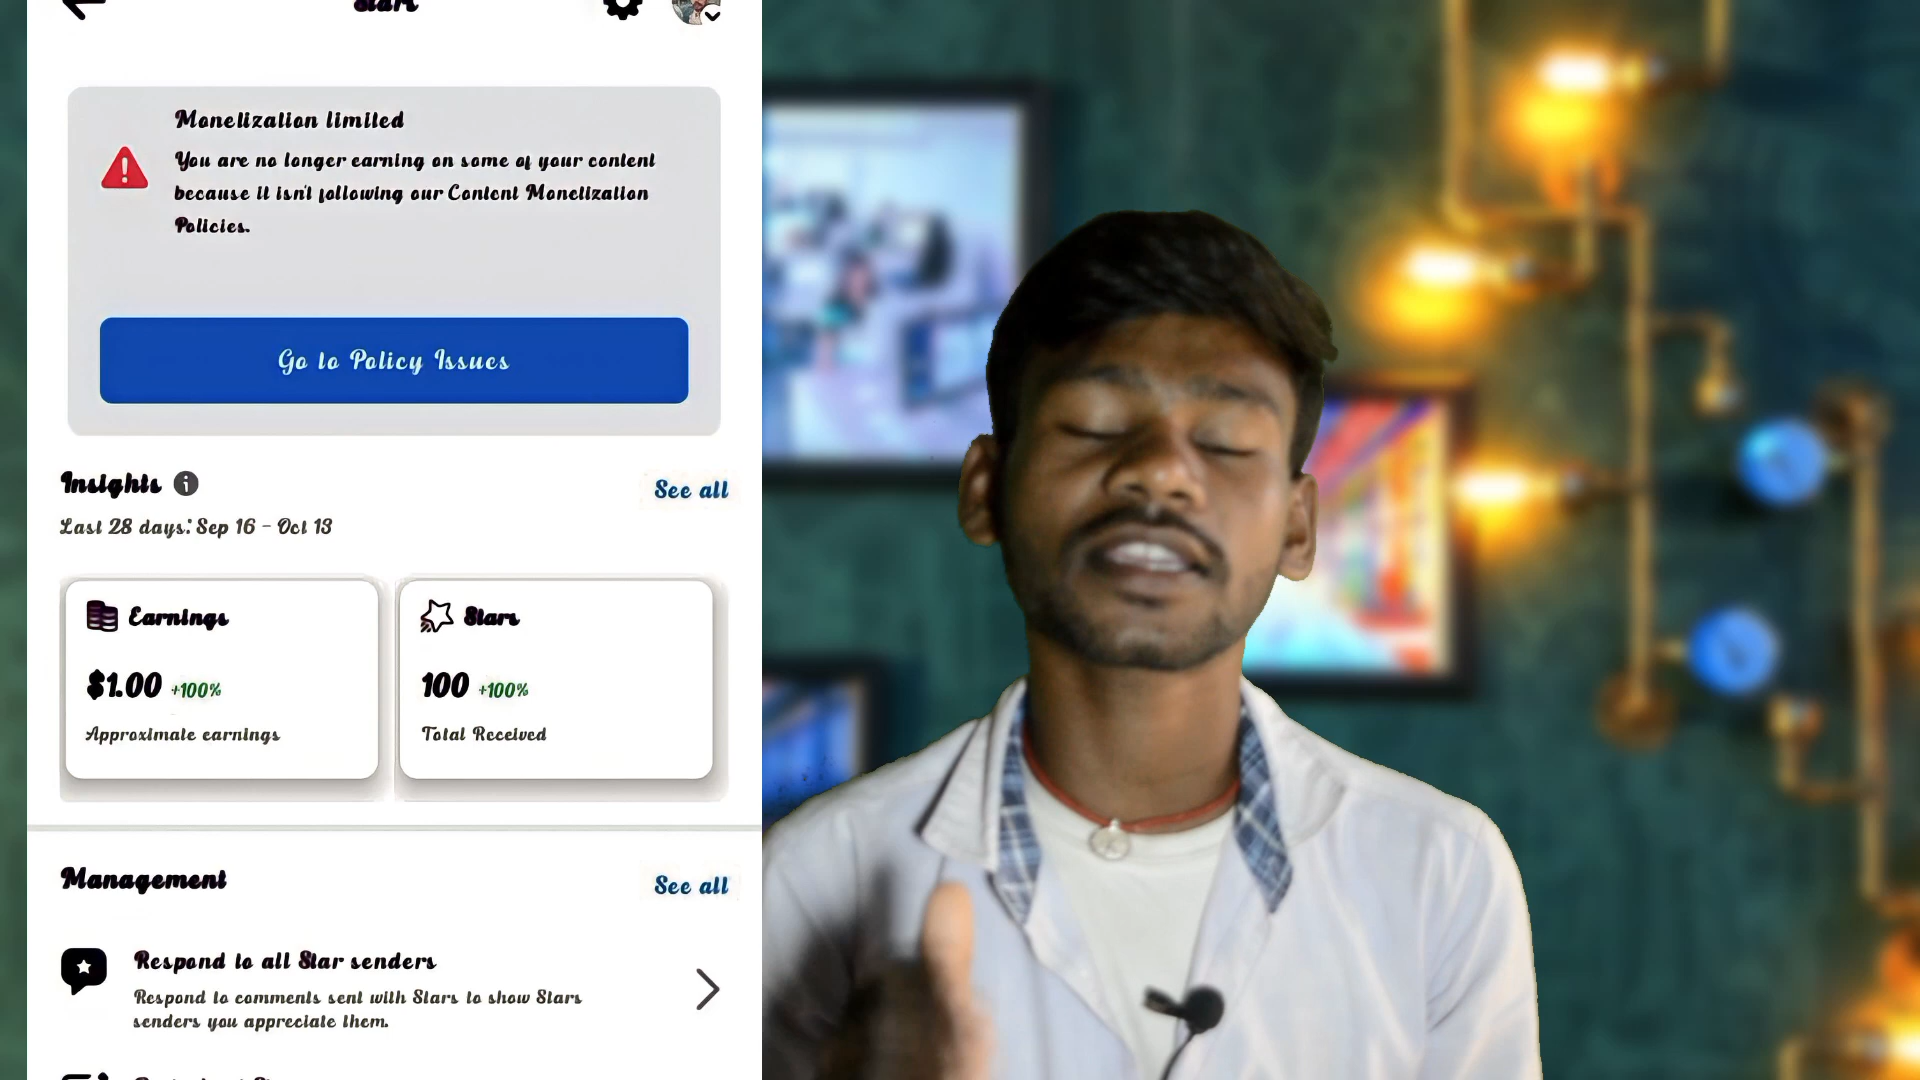 Stars
Monetization limited
You are no longer earning on some of your content
because it isn't following our Content Monetization
Policies.
Go to Policy Issues
Insights
See all
Last 28 days: Sep 16 - Oct 13
Earnings
$1.00 +100%
Approximate earnings
Stars
100 +100%
Total Received
Management
See all
Respond to all Star senders
Respond to comments sent with Stars to show Stars
senders you appreciate them.